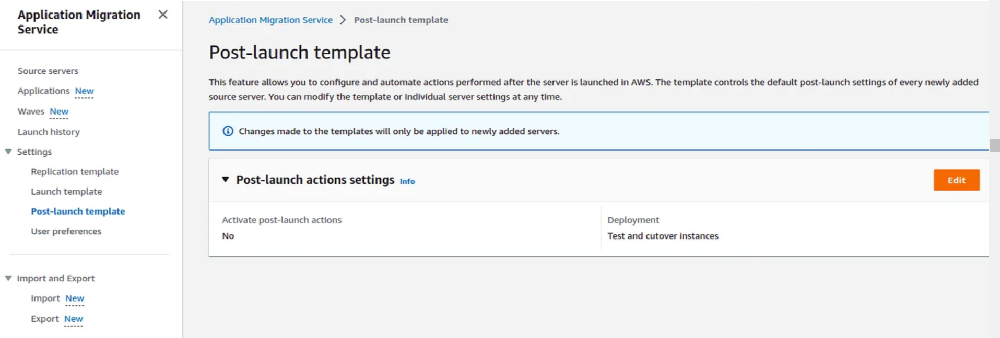 Application Migration
Service
Source servers
Applications New
Waves New
Launch history
Settings
Replication template
Launch template
Post-launch template
User preferences
Import and Export
Import New
Export New
Application Migration Service > Post-launch template
Post-launch template
This feature allows you to configure and automate actions performed after the server is launched in AWS. The template controls the default post-launch settings of every newly added
source server. You can modify the template or individual server settings at any time.
Changes made to the templates will only be applied to newly added servers.
Post-launch actions settings Info
Edit
Activate post-launch actions
No
Deployment
Test and cutover instances